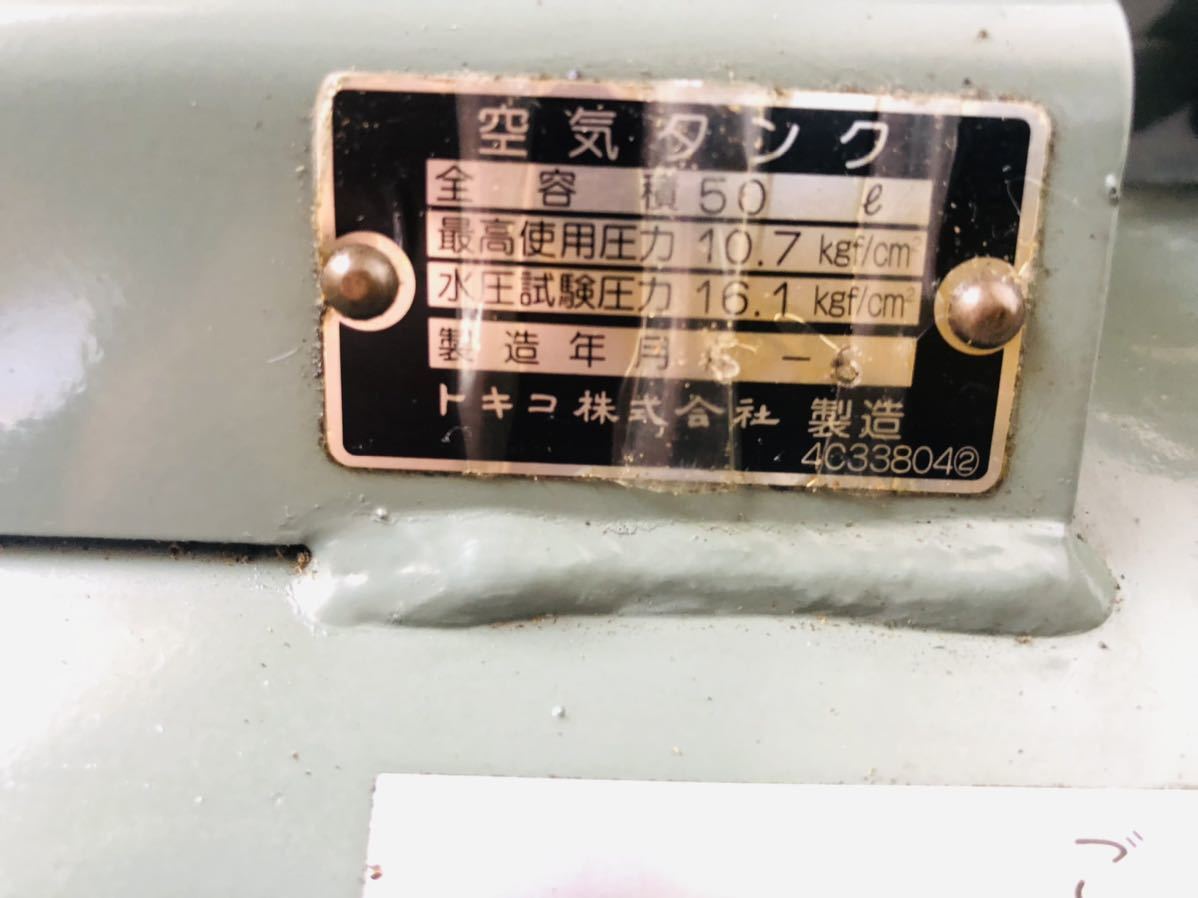 空気タンク
全容積 50 ℓ
最高使用圧力 10.7 kgf/cm²
水圧試験圧力 16.1 kgf/cm²
製造年月 -
トキコ株式会社 製造
4C33804②
ブ